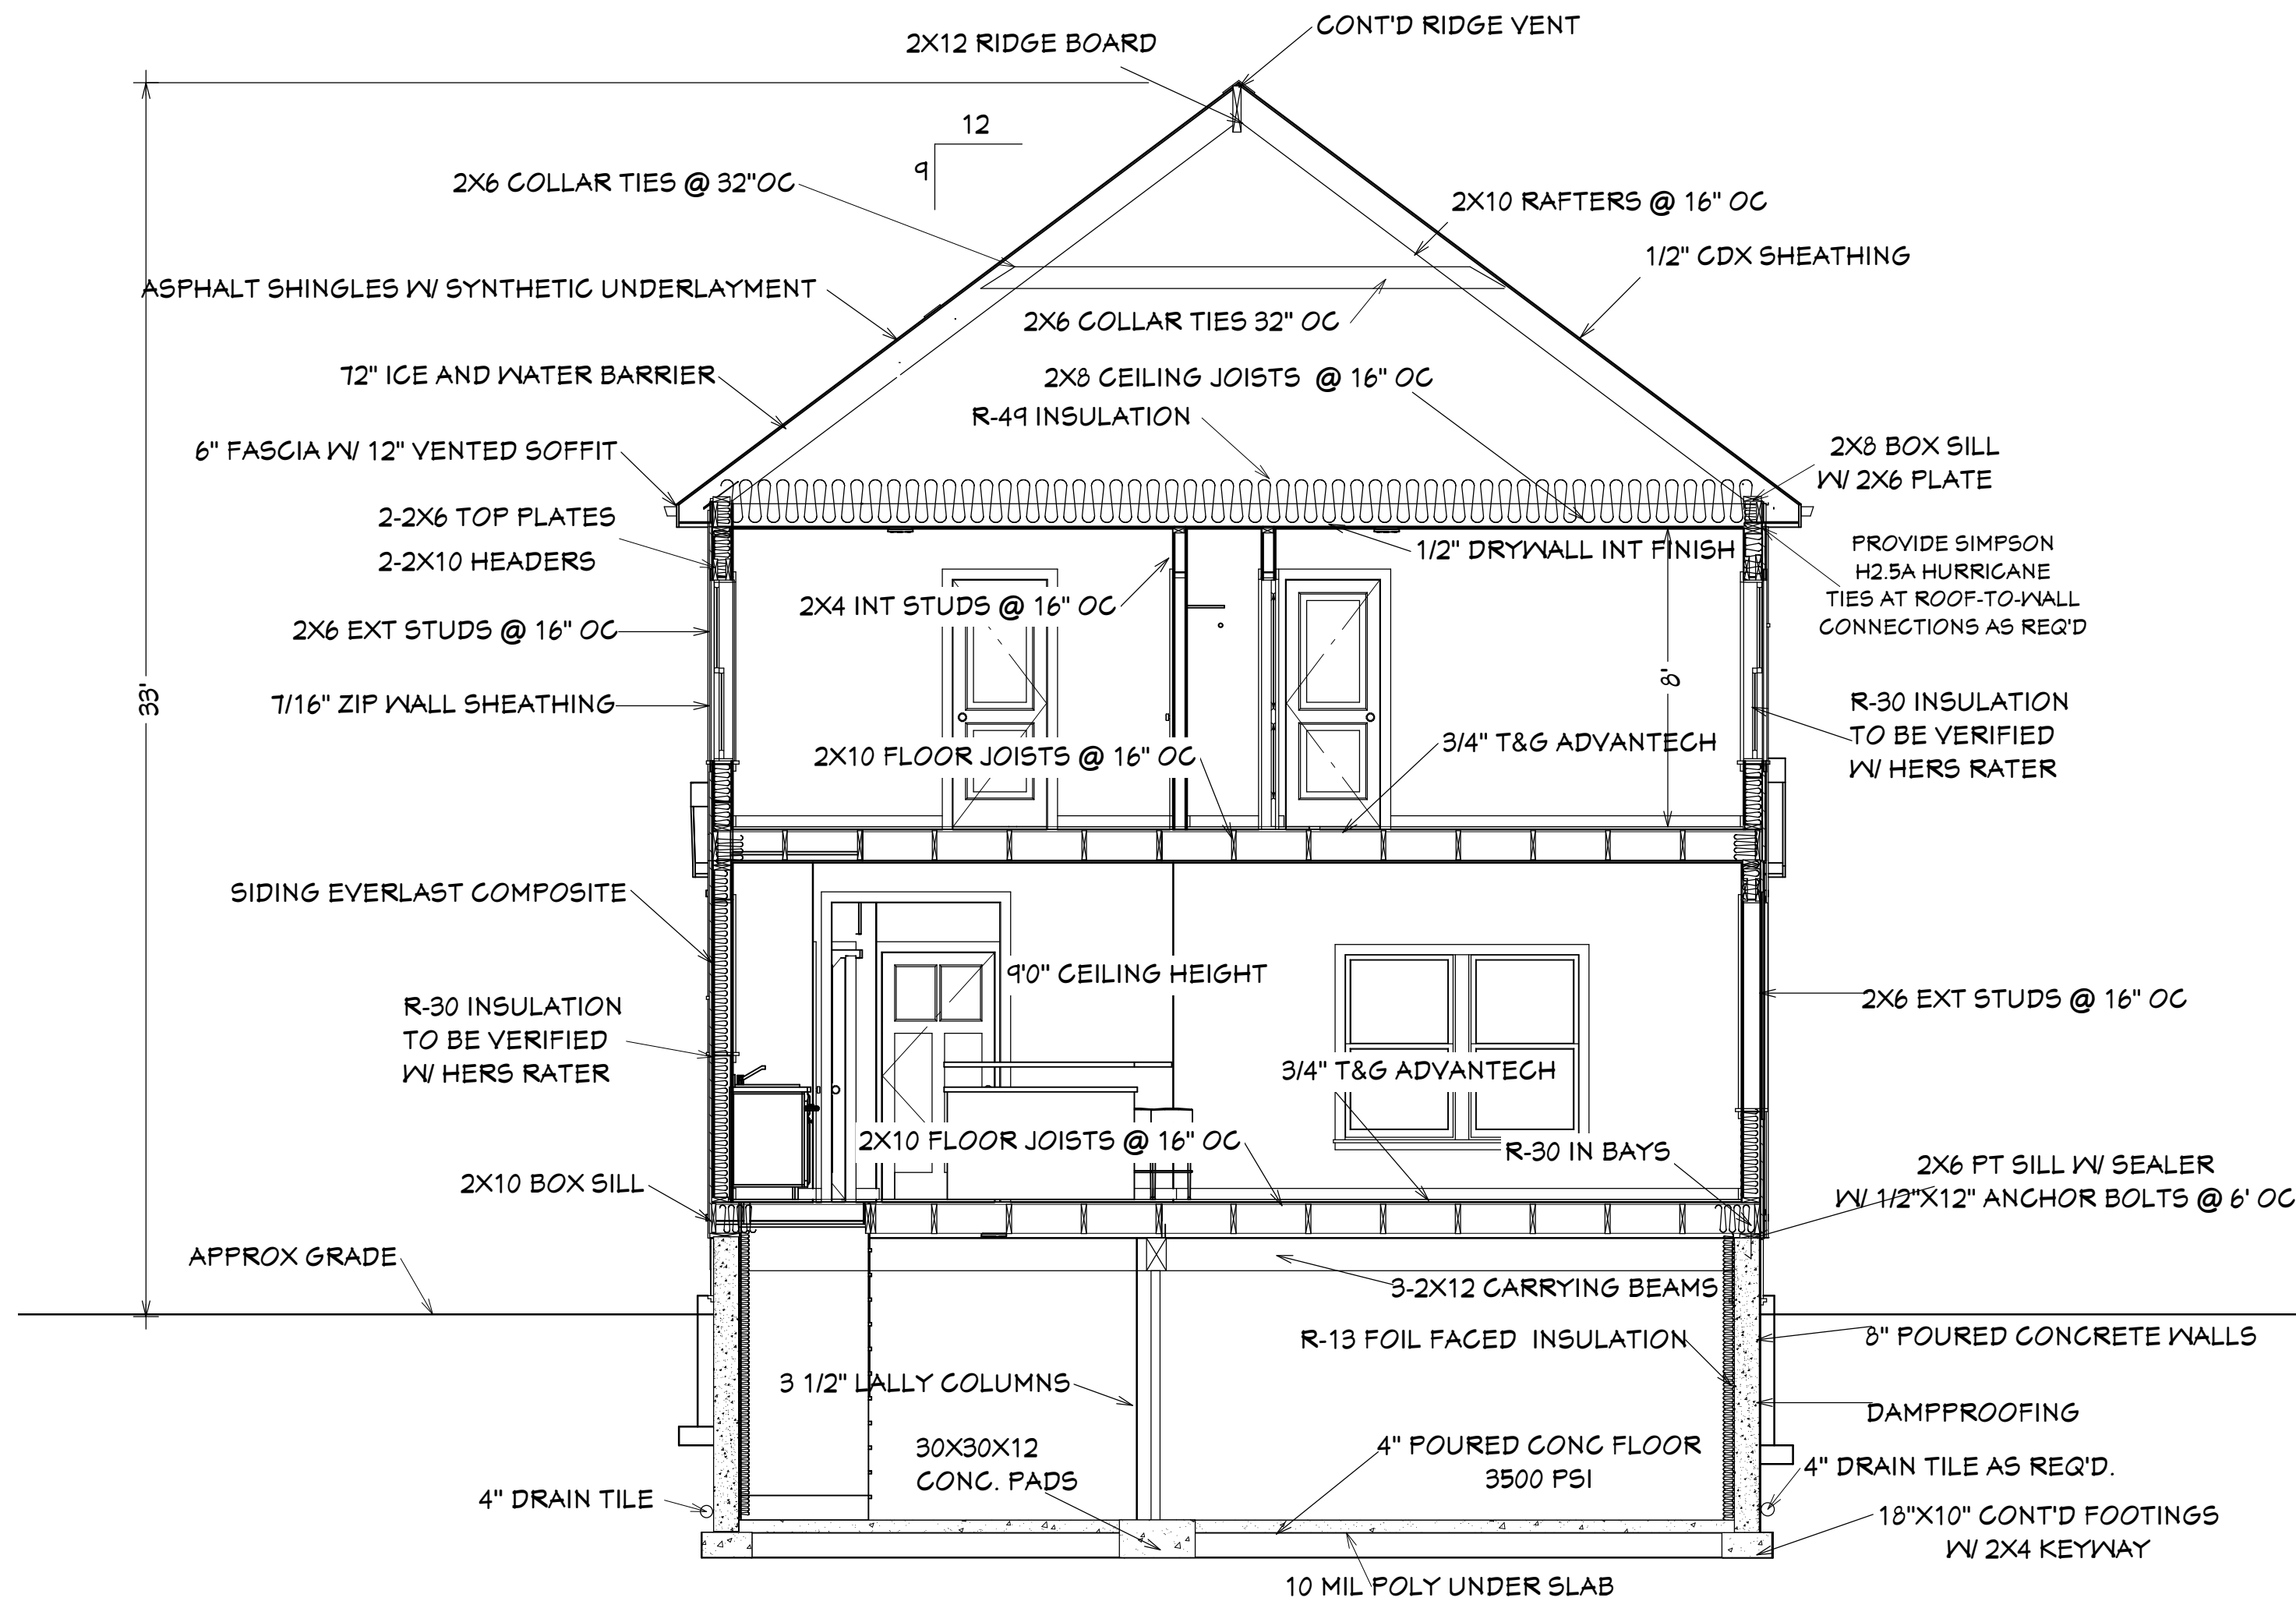 CONT'D RIDGE VENT
2X12 RIDGE BOARD
12
9
2X6 COLLAR TIES @ 32"OC
2X10 RAFTERS @ 16" OC
1/2" CDX SHEATHING
ASPHALT SHINGLES W/ SYNTHETIC UNDERLAYMENT
2X6 COLLAR TIES 32" OC
72" ICE AND WATER BARRIER
2X8 CEILING JOISTS @ 16" OC
R-49 INSULATION
6" FASCIA W/ 12" VENTED SOFFIT
2X8 BOX SILL
W/ 2X6 PLATE
2-2X6 TOP PLATES
2-2X10 HEADERS
1/2" DRYWALL INT FINISH
PROVIDE SIMPSON
H2.5A HURRICANE
TIES AT ROOF-TO-WALL
CONNECTIONS AS REQ'D
2X4 INT STUDS @ 16" OC
2X6 EXT STUDS @ 16" OC
8'
33'
7/16" ZIP WALL SHEATHING
R-30 INSULATION
TO BE VERIFIED
W/ HERS RATER
2X10 FLOOR JOISTS @ 16" OC
3/4" T&G ADVANTECH
SIDING EVERLAST COMPOSITE
9'0" CEILING HEIGHT
R-30 INSULATION
TO BE VERIFIED
W/ HERS RATER
2X6 EXT STUDS @ 16" OC
3/4" T&G ADVANTECH
2X10 FLOOR JOISTS @ 16" OC
R-30 IN BAYS
2X10 BOX SILL
2X6 PT SILL W/ SEALER
W/ 1/2"X12" ANCHOR BOLTS @ 6' OC
APPROX GRADE
3-2X12 CARRYING BEAMS
R-13 FOIL FACED INSULATION
8" POURED CONCRETE WALLS
3 1/2" LALLY COLUMNS
DAMPPROOFING
30X30X12
CONC. PADS
4" POURED CONC FLOOR
3500 PSI
4" DRAIN TILE
4" DRAIN TILE AS REQ'D.
18"X10" CONT'D FOOTINGS
W/ 2X4 KEYWAY
10 MIL POLY UNDER SLAB